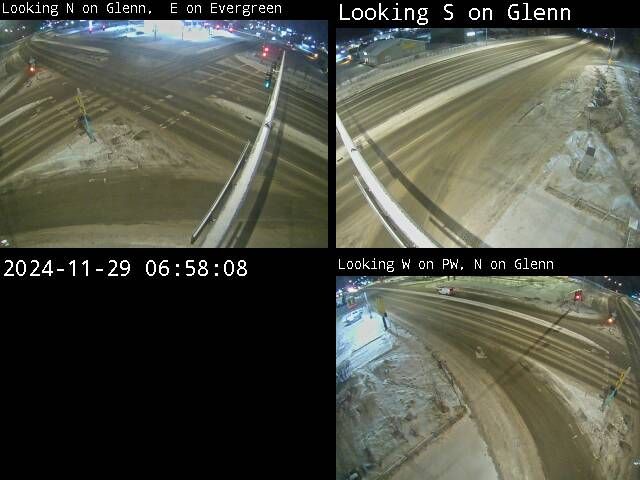 Looking N on Glenn, E on Evergreen
Looking S on Glenn
2024-11-29 06:58:08
Looking W on PW, N on Glenn